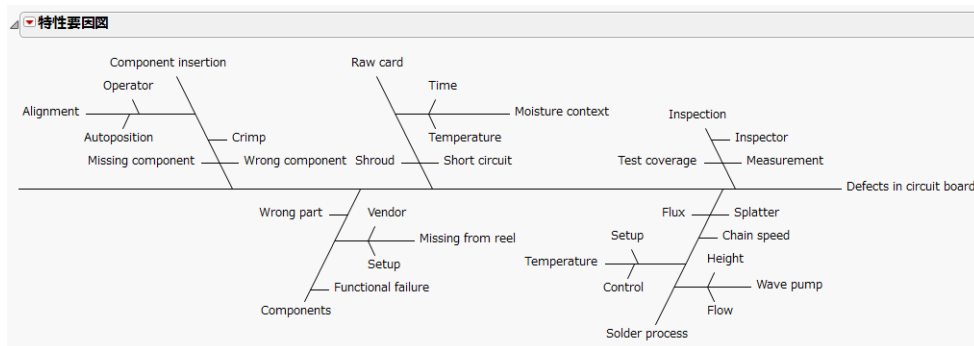 特性要因図
Component insertion
Raw card
Operator
Time
Alignment
Moisture context
Inspection
Autoposition
Crimp
Temperature
Inspector
Missing component
Wrong component
Shroud
Short circuit
Test coverage
Measurement
Defects in circuit board
Wrong part
Vendor
Flux
Splatter
Missing from reel
Setup
Chain speed
Setup
Temperature
Height
Functional failure
Control
Wave pump
Components
Flow
Solder process